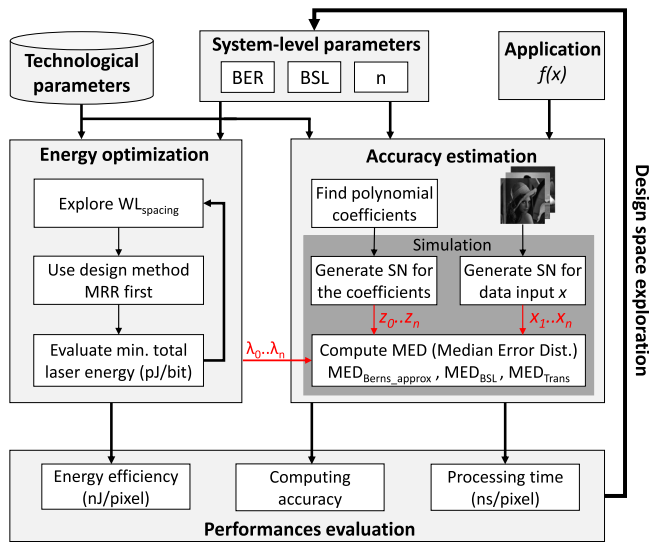 Technological
parameters
System-level parameters
BER
BSL
n
Application
f(x)
Energy optimization
Explore WLspacing
Use design method
MRR first
Evaluate min. total
laser energy (pJ/bit)
λ0..λn
Accuracy estimation
Find polynomial
coefficients
Simulation
Generate SN for
the coefficients
Generate SN for
data input x
z0..zn
x1..xn
Compute MED (Median Error Dist.)
MEDBerns_approx , MEDBSL , MEDTrans
Design space exploration
Energy efficiency
(nJ/pixel)
Computing
accuracy
Processing time
(ns/pixel)
Performances evaluation